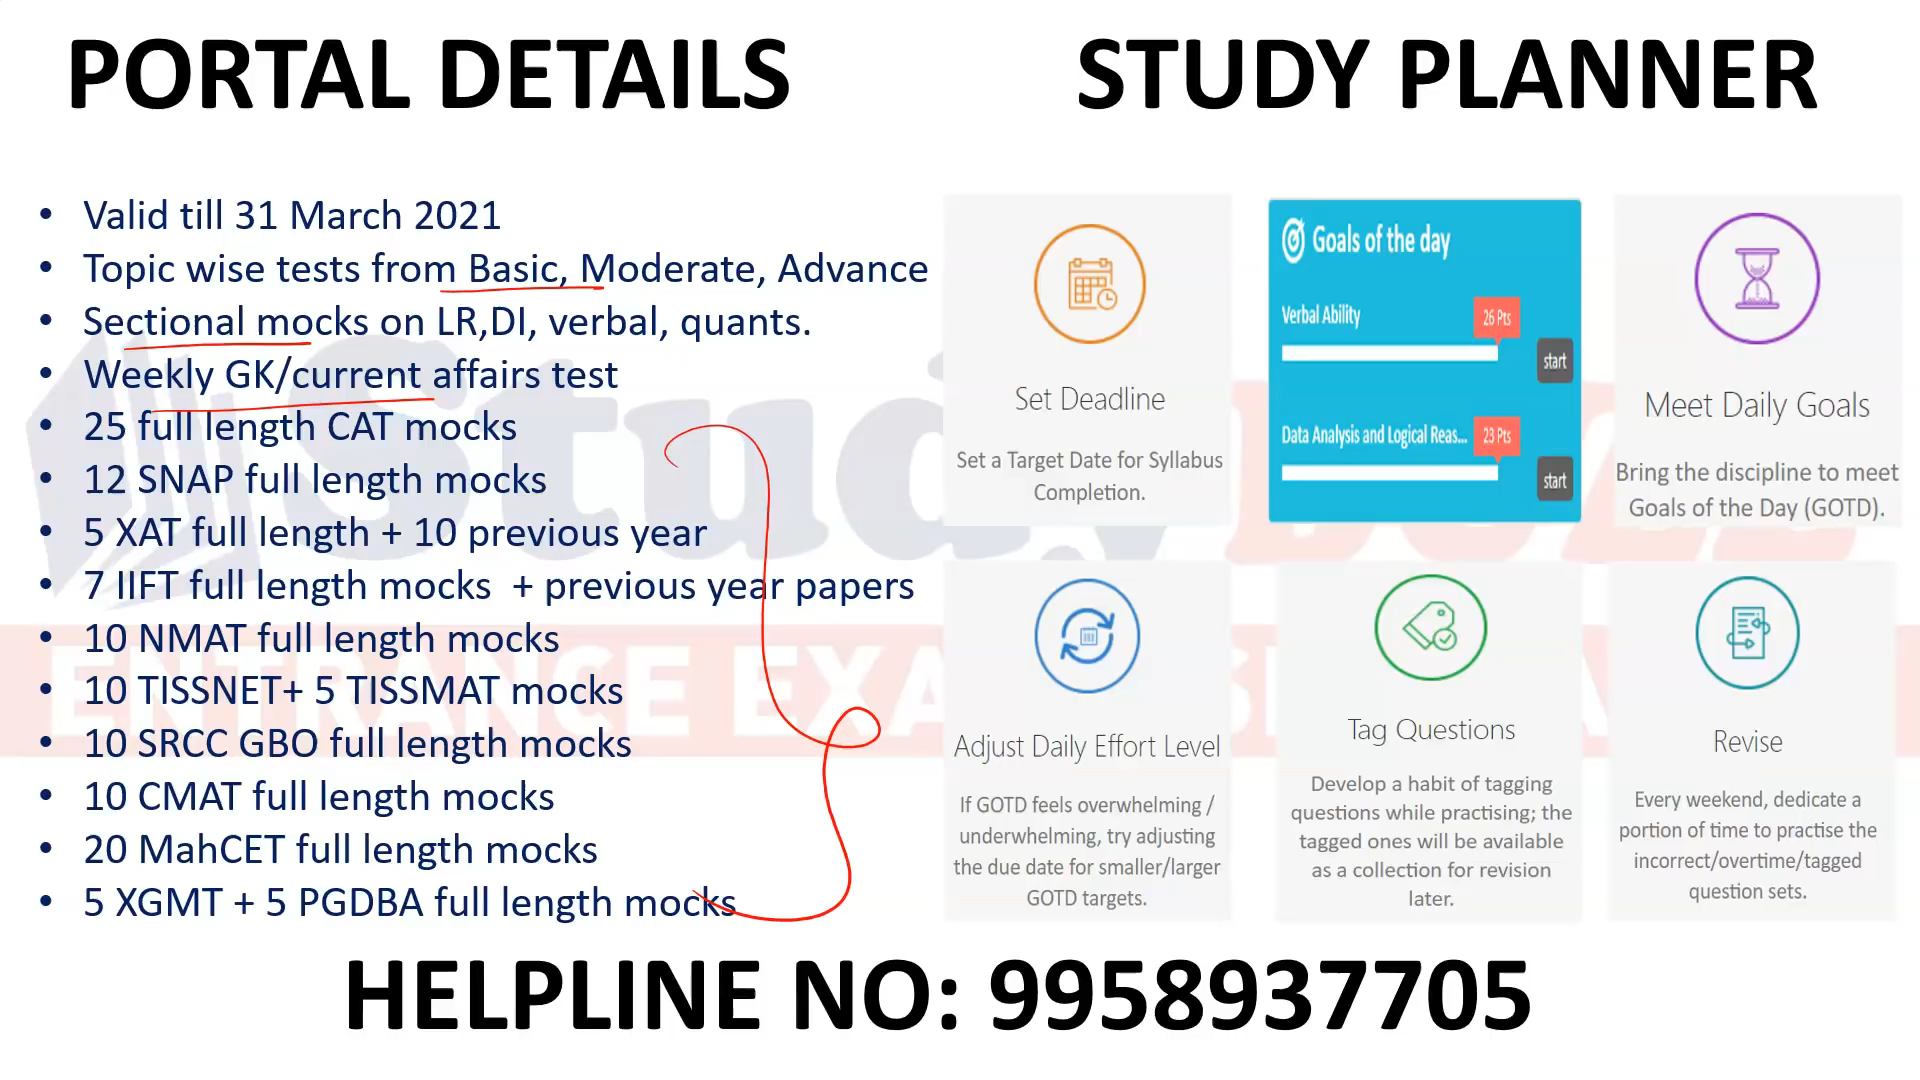 PORTAL DETAILS
STUDY PLANNER
• Valid till 31 March 2021
• Topic wise tests from Basic, Moderate, Advance
• Sectional mocks on LR,DI, verbal, quants.
• Weekly GK/current affairs test
• 25 full length CAT mocks
• 12 SNAP full length mocks
• 5 XAT full length + 10 previous year
• 7 IIFT full length mocks + previous year papers
• 10 NMAT full length mocks
• 10 TISSNET+ 5 TISSMAT mocks
• 10 SRCC GBO full length mocks
• 10 CMAT full length mocks
• 20 MahCET full length mocks
• 5 XGMT + 5 PGDBA full length mocks
Set Deadline
Set a Target Date for Syllabus
Completion.
Goals of the day
Verbal Ability
26 Pts
start
Data Analysis and Logical Reas...
23 Pts
start
Meet Daily Goals
Bring the discipline to meet
Goals of the Day (GOTD).
Adjust Daily Effort Level
If GOTD feels overwhelming /
underwhelming, try adjusting
the due date for smaller/larger
GOTD targets.
Tag Questions
Develop a habit of tagging
questions while practising; the
tagged ones will be available
as a collection for revision
later.
Revise
Every weekend, dedicate a
portion of time to practise the
incorrect/overtime/tagged
question sets.
HELPLINE NO: 9958937705
Study
ENTRANCE EXA